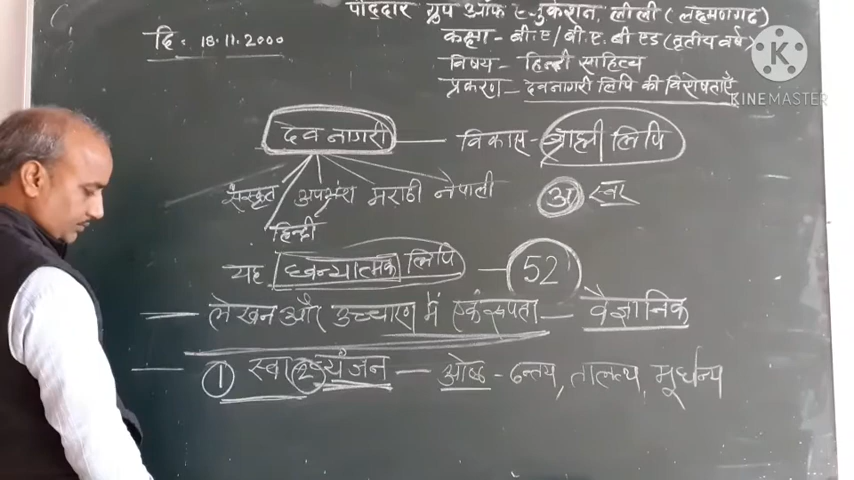 पोद्दार ग्रुप ऑफ ए-जुकेशन, लीली (लक्ष्मणगढ)
दि. 18.11.2000
कक्षा - बी.ए/बी.ए.बी एड (तृतीय वर्ष)
विषय - हिन्दी साहित्य
प्रकरण - देवनागरी लिपि की विशेषताएँ
KINEMASTER
देवनागरी — विकास - ब्राह्मी लिपि
संस्कृत अपभ्रंश मराठी नेपाली अ स्वर
हिन्दी
यह ध्वन्यात्मक लिपि — 52
— लेखन और उच्चारण में एकरूपता — वैज्ञानिक
— ① स्वर ② व्यंजन — ओष्ठ - दन्तय, तालव्य, मूर्धन्य